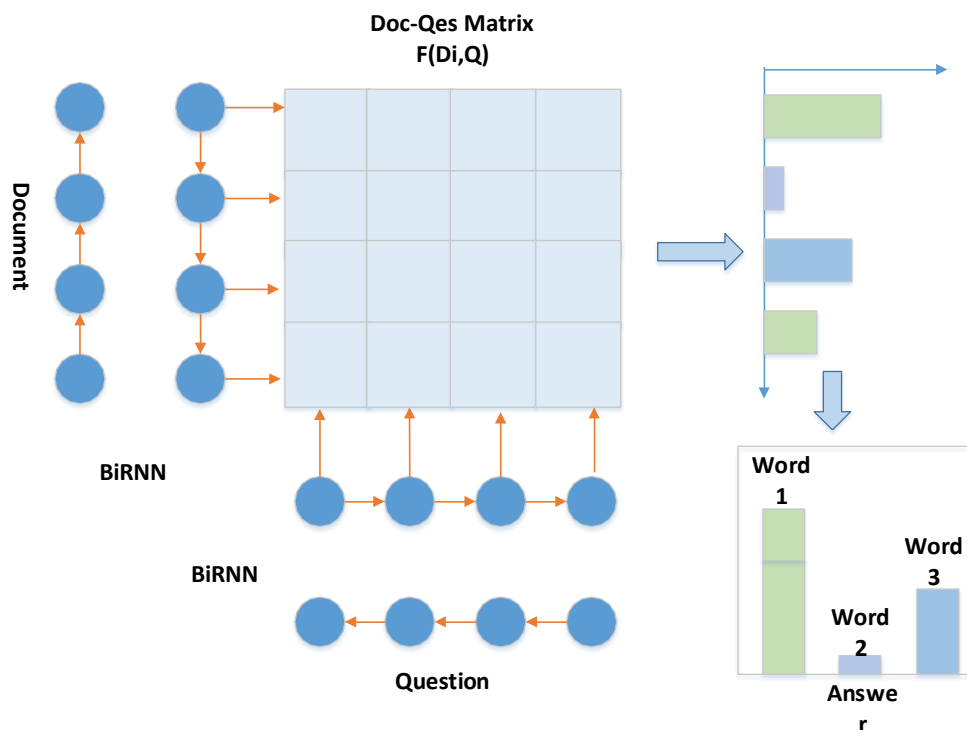 Doc-Qes Matrix
F(Di,Q)
Document
BiRNN
BiRNN
Question
Word
1
Word
2
Word
3
Answe
r